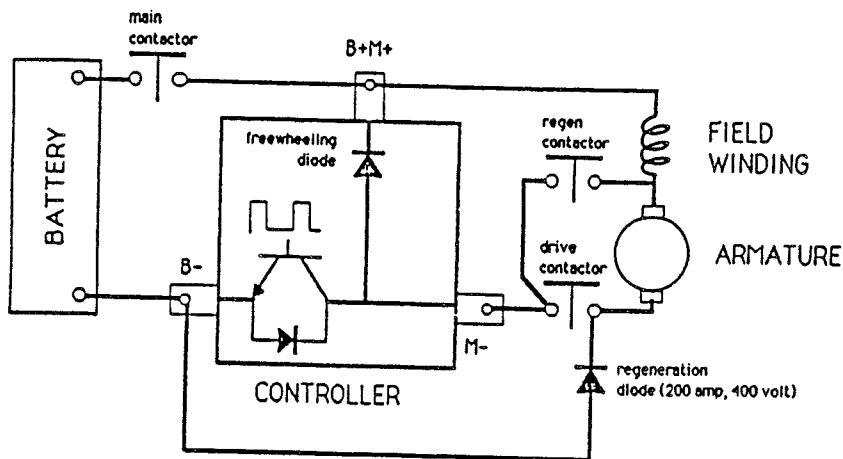 main
contactor
B+M+
BATTERY
freewheeling
diode
regen
contactor
FIELD
WINDING
drive
contactor
ARMATURE
B-
M-
CONTROLLER
regeneration
diode (200 amp, 400 volt)